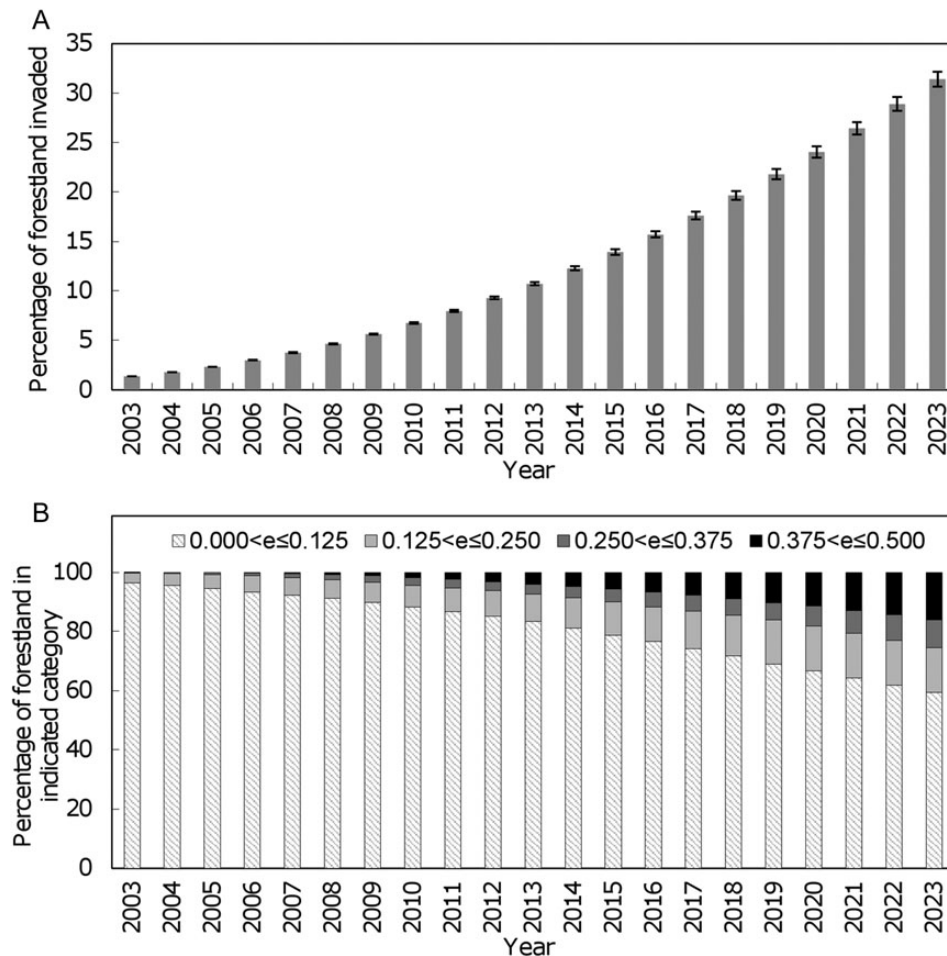 A
Percentage of forestland invaded
35
30
25
20
15
10
5
0
2003 2004 2005 2006 2007 2008 2009 2010 2011 2012 2013 2014 2015 2016 2017 2018 2019 2020 2021 2022 2023
Year
B
Percentage of forestland in
indicated category
0.000<e≤0.125 0.125<e≤0.250 0.250<e≤0.375 0.375<e≤0.500
100
80
60
40
20
0
2003 2004 2005 2006 2007 2008 2009 2010 2011 2012 2013 2014 2015 2016 2017 2018 2019 2020 2021 2022 2023
Year